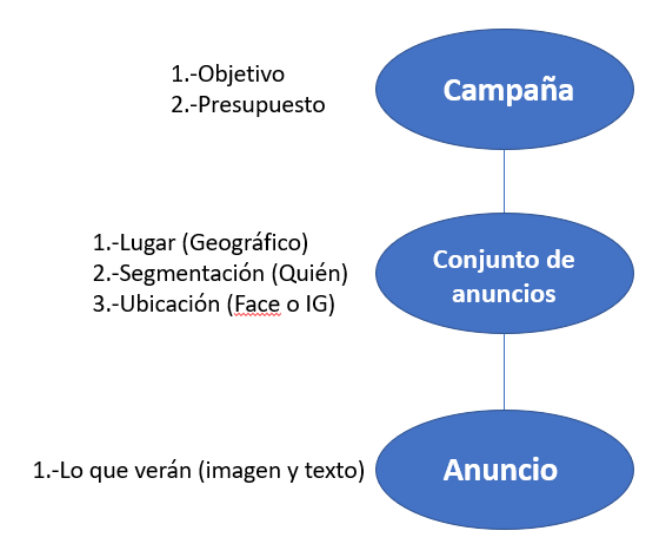 1.-Objetivo
2.-Presupuesto
Campaña
1.-Lugar (Geográfico)
2.-Segmentación (Quién)
3.-Ubicación (Face o IG)
Conjunto de
anuncios
1.-Lo que verán (imagen y texto)
Anuncio